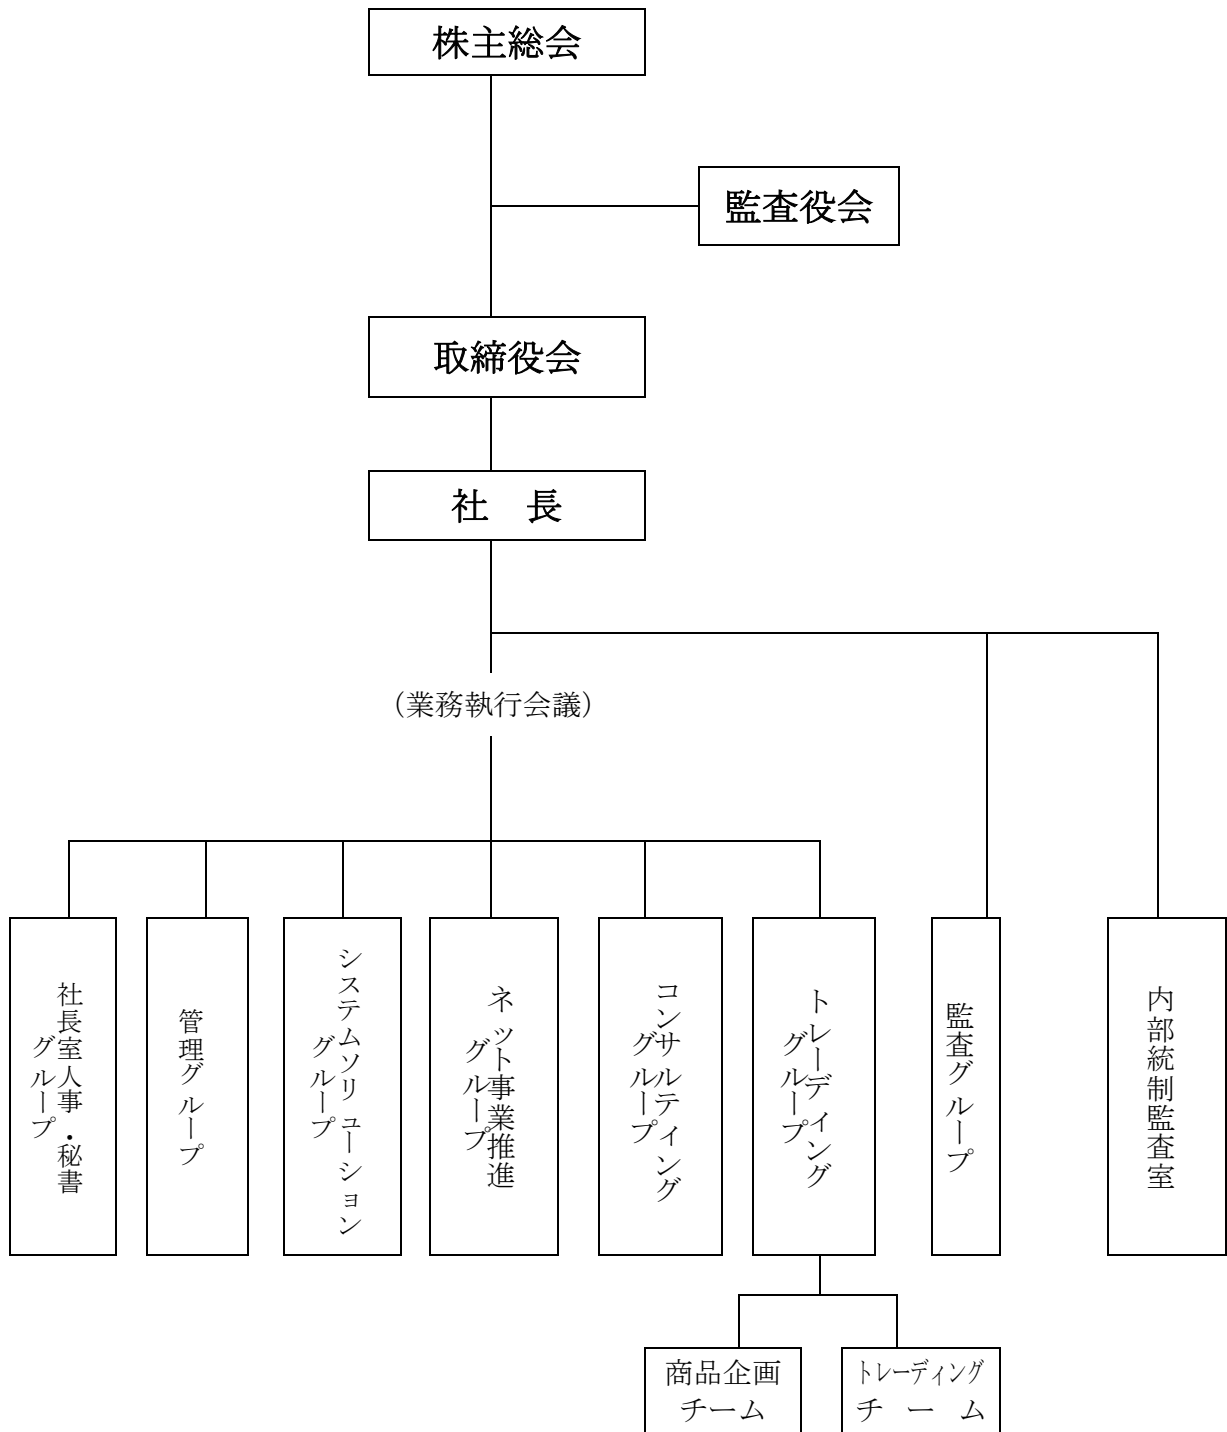 株主総会
監査役会
取締役会
社　長
（業務執行会議）
社長室人事・秘書
グループ
管理グループ
システムソリューション
グループ
ネット事業推進
グループ
コンサルティング
グループ
トレーディング
グループ
監査グループ
内部統制監査室
商品企画
チーム
トレーディング
チ　ー　ム